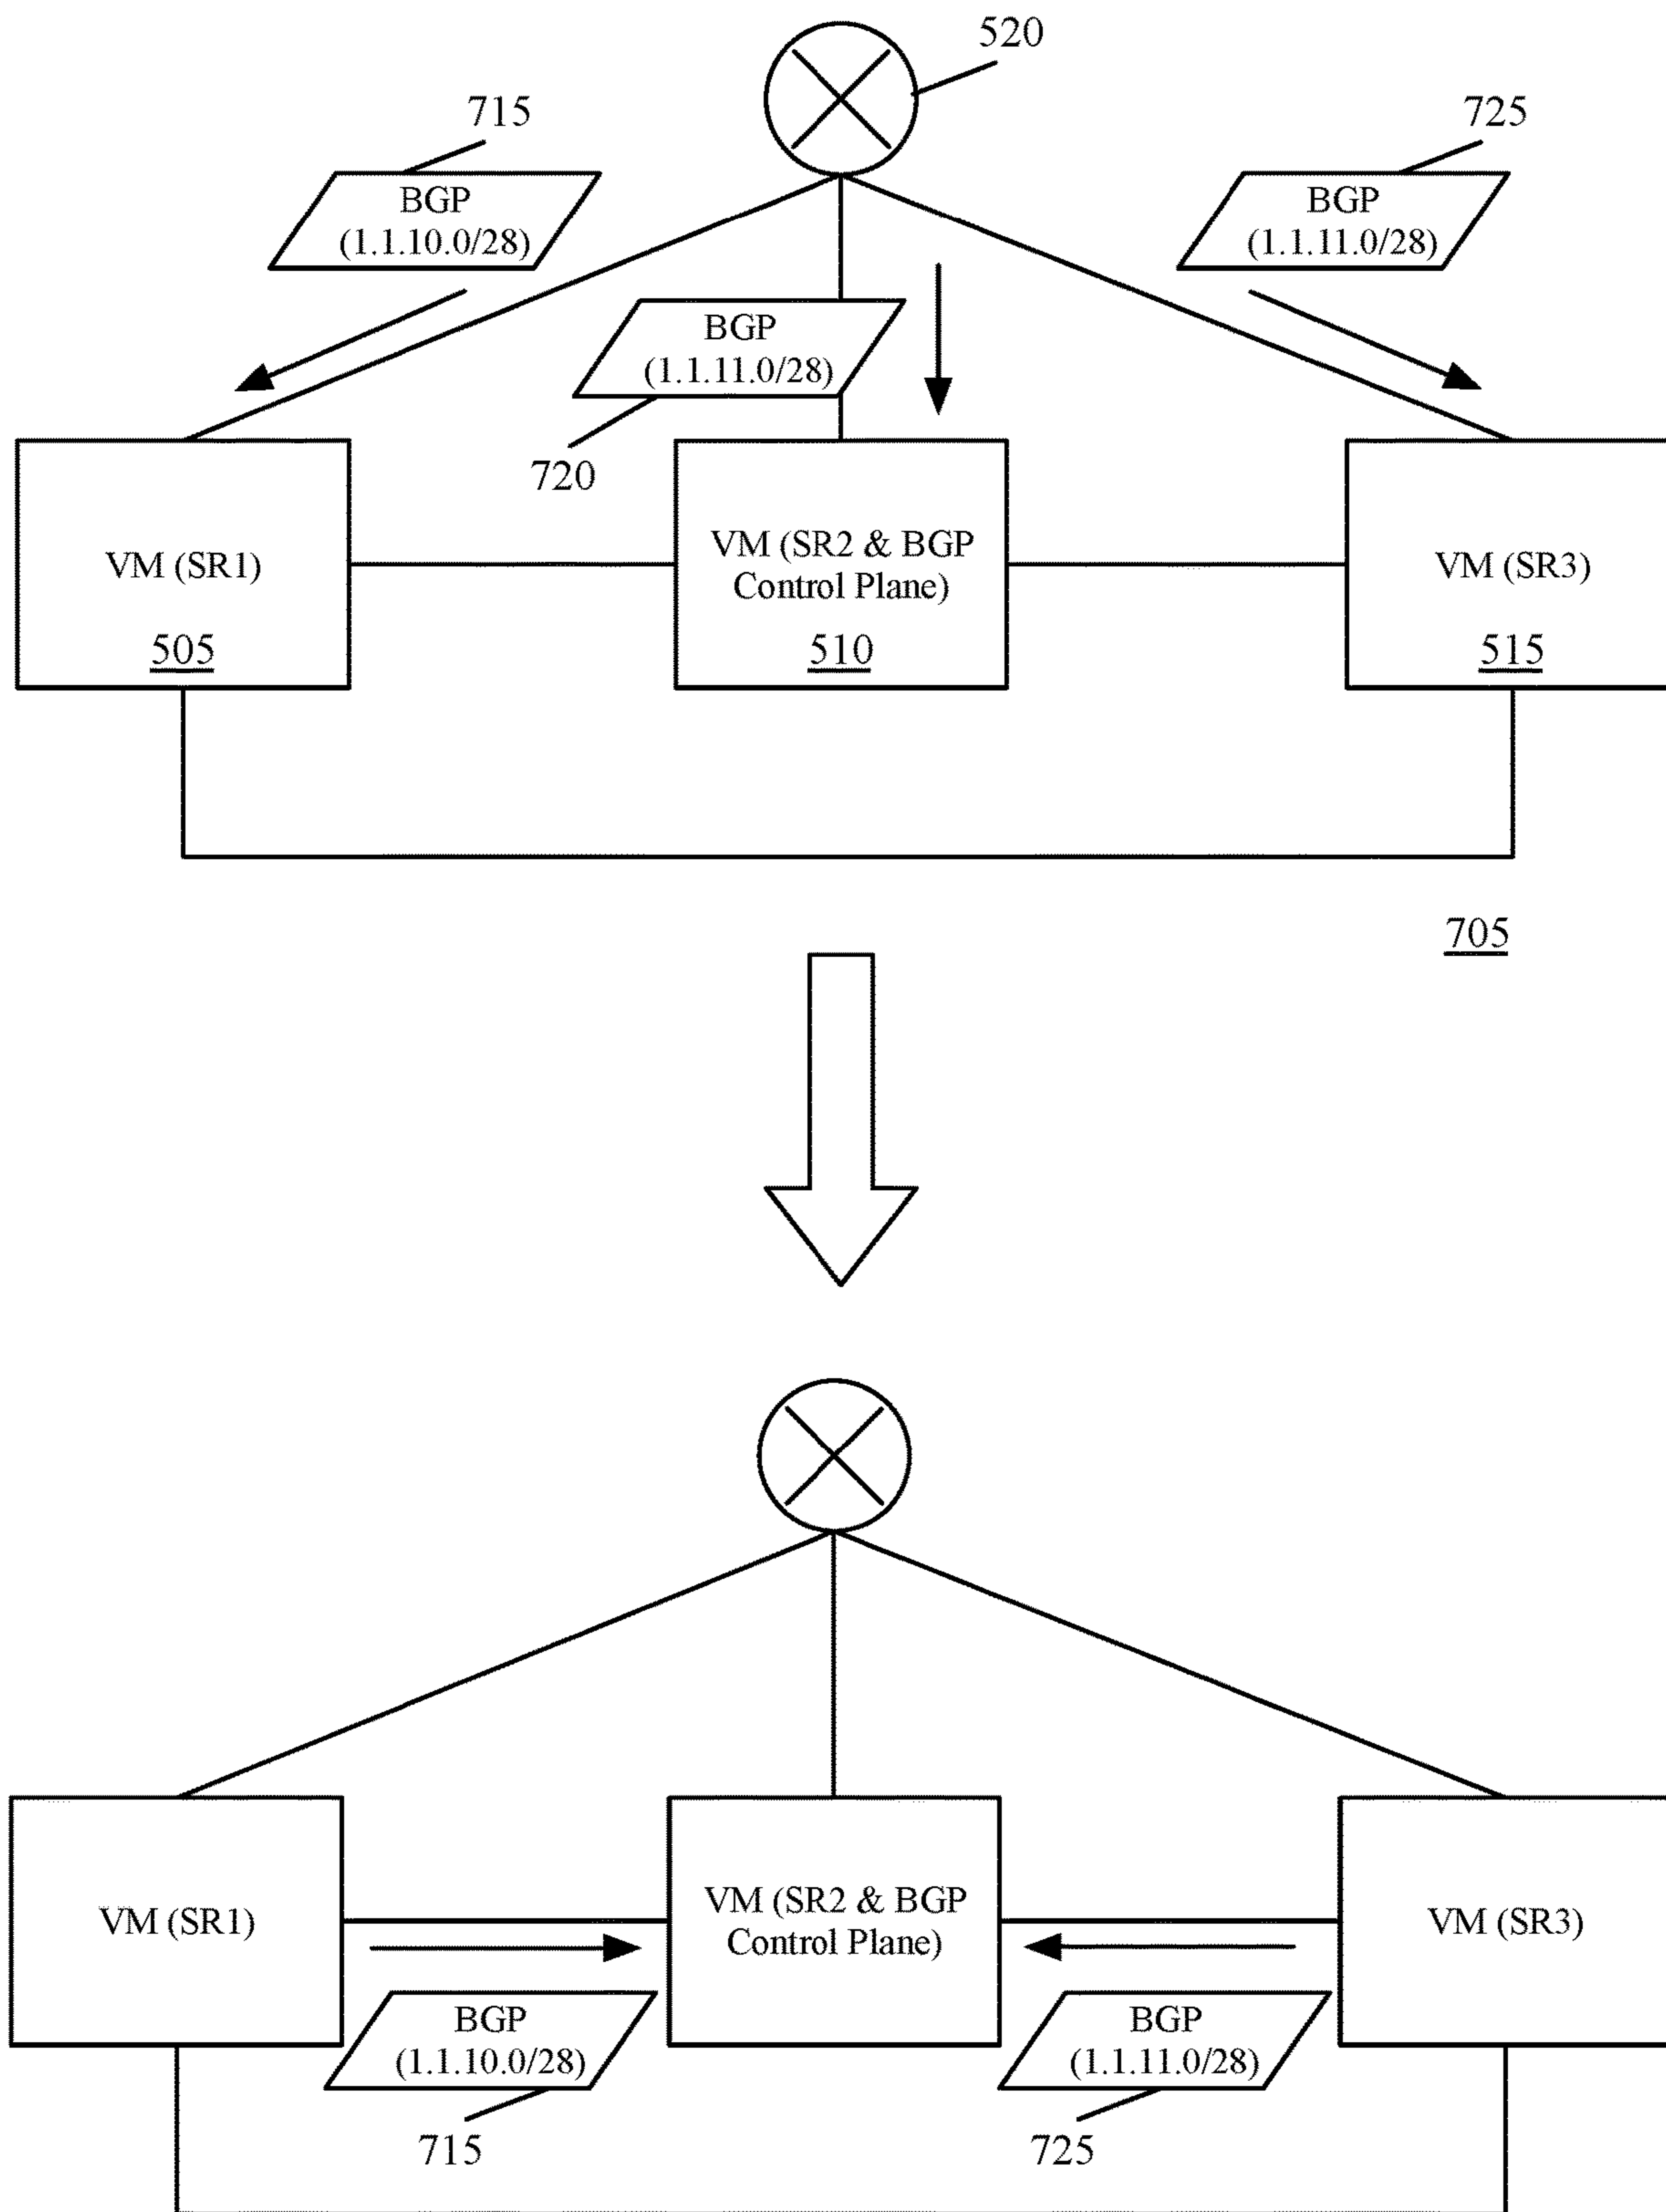 520
715
725
BGP
(1.1.10.0/28)
BGP
(1.1.11.0/28)
BGP
(1.1.11.0/28)
720
VM (SR1)
505
VM (SR2 & BGP
Control Plane)
510
VM (SR3)
515
705
VM (SR1)
VM (SR2 & BGP
Control Plane)
VM (SR3)
BGP
(1.1.10.0/28)
715
BGP
(1.1.11.0/28)
725